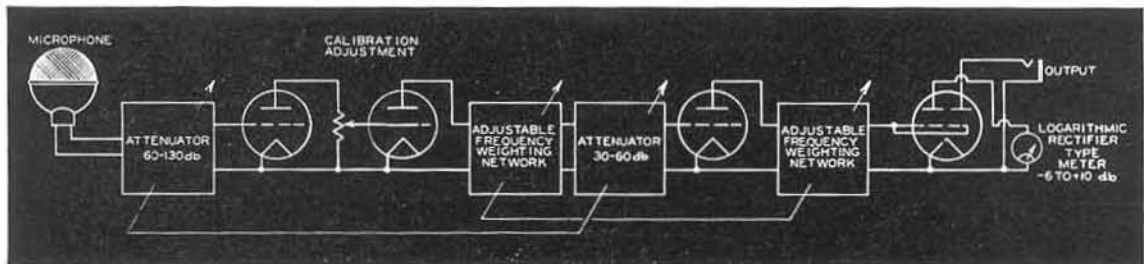 MICROPHONE
ATTENUATOR
60-130db
CALIBRATION
ADJUSTMENT
ADJUSTABLE
FREQUENCY
WEIGHTING
NETWORK
ATTENUATOR
30-60db
ADJUSTABLE
FREQUENCY
WEIGHTING
NETWORK
OUTPUT
LOGARITHMIC
RECTIFIER
TYPE
METER
-6 TO +10 db